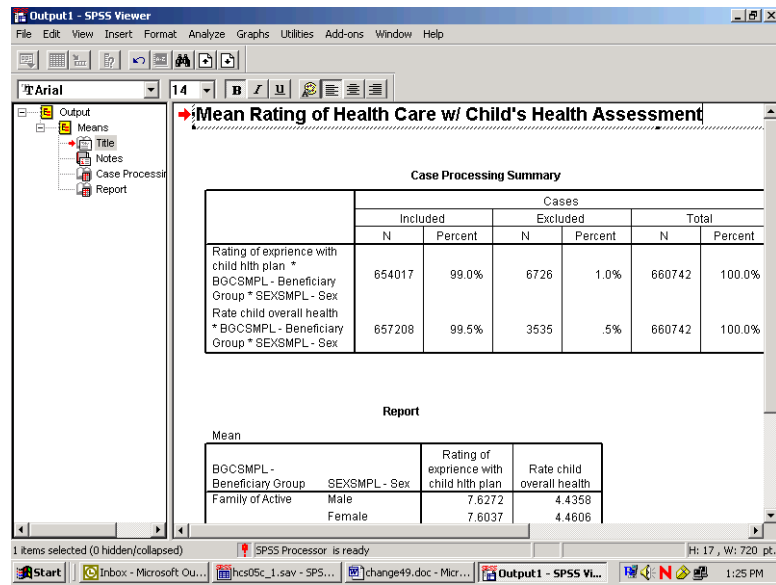 Output1 - SPSS Viewer
File Edit View Insert Format Analyze Graphs Utilities Add-ons Window Help
Arial 14 B I U
Output
Means
Title
Notes
Case Processin
Report
Mean Rating of Health Care w/ Child's Health Assessment
Case Processing Summary
Cases
Included Excluded Total
N Percent N Percent N Percent
Rating of exprience with
child hlth plan *
BGCSMPL - Beneficiary
Group * SEXSMPL - Sex
654017 99.0% 6726 1.0% 660742 100.0%
Rate child overall health
* BGCSMPL - Beneficiary
Group * SEXSMPL - Sex
657208 99.5% 3535 .5% 660742 100.0%
Report
Mean
BGCSMPL -
Beneficiary Group
SEXSMPL - Sex
Rating of
exprience with
child hlth plan
Rate child
overall health
Family of Active Male 7.6272 4.4358
Female 7.6037 4.4606
1 items selected (0 hidden/collapsed) SPSS Processor is ready H: 17 , W: 720 pt.
Start Inbox - Microsoft Ou... hcs05c_1.sav - SPS... change49.doc - Micr... Output1 - SPSS Vi... 1:25 PM